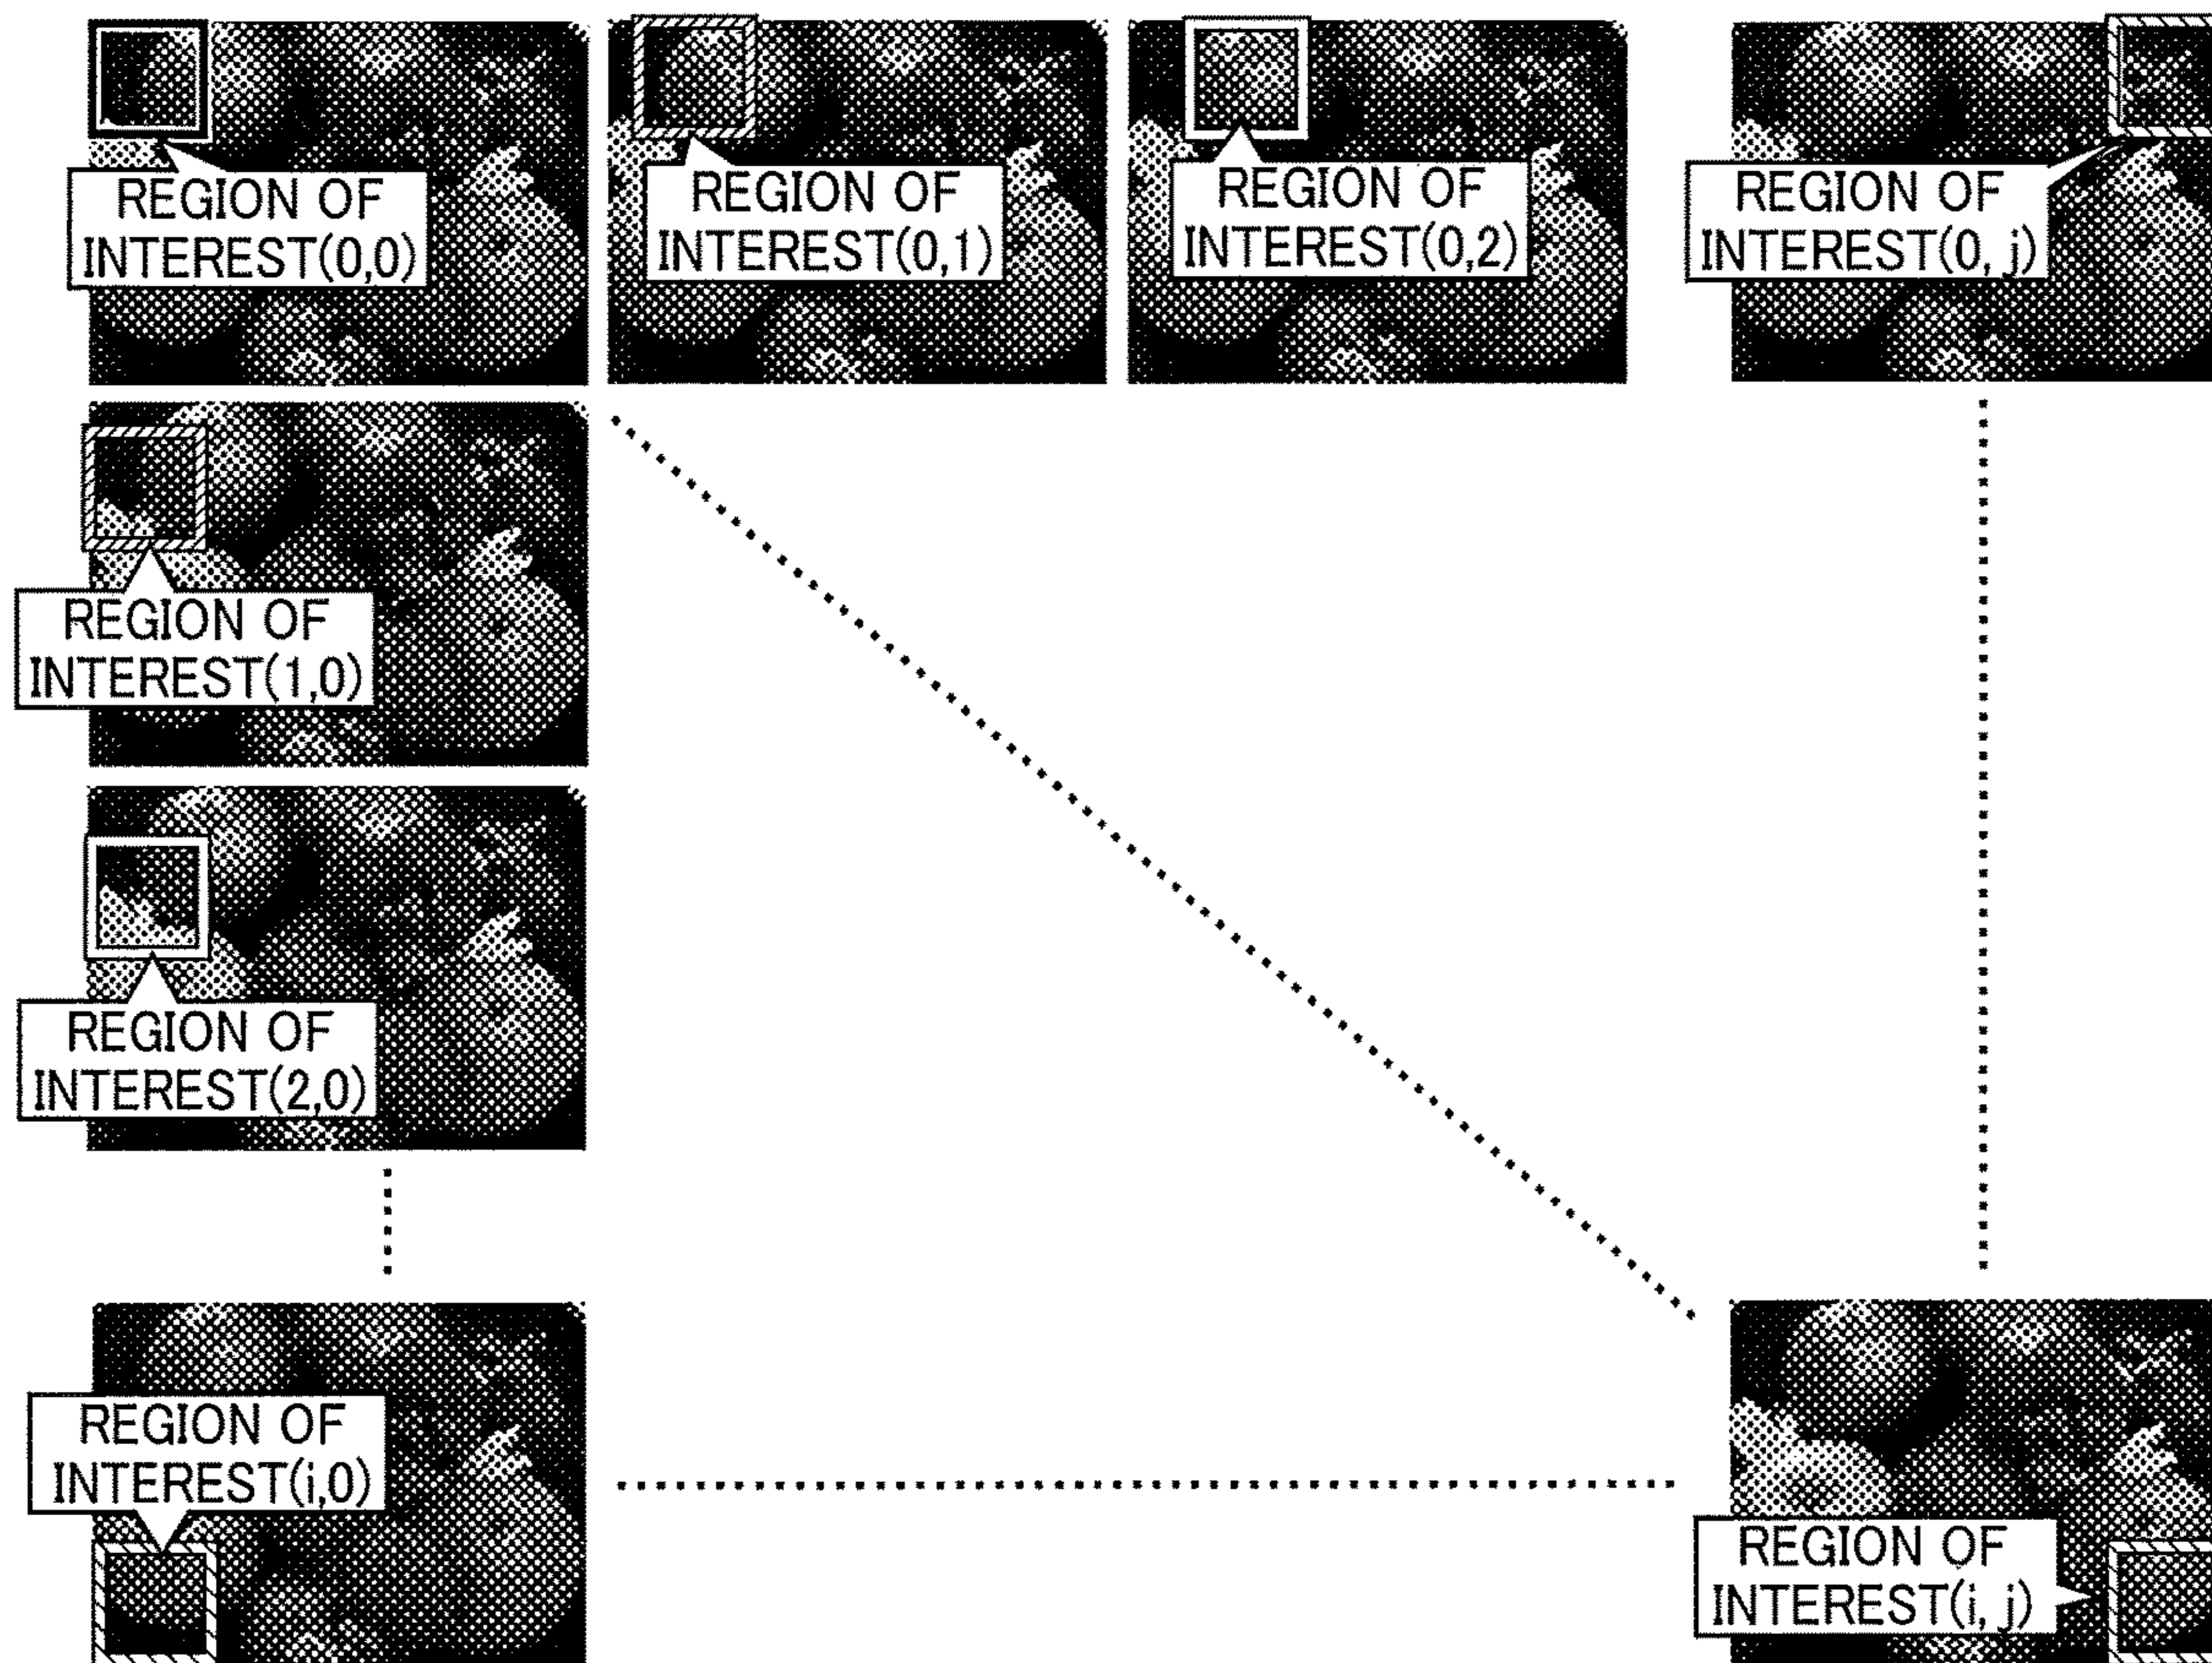 REGION OF
INTEREST(0,0)
REGION OF
INTEREST(0,1)
REGION OF
INTEREST(0,2)
REGION OF
INTEREST(0, j)
REGION OF
INTEREST(1,0)
REGION OF
INTEREST(2,0)
REGION OF
INTEREST(i,0)
REGION OF
INTEREST(i, j)